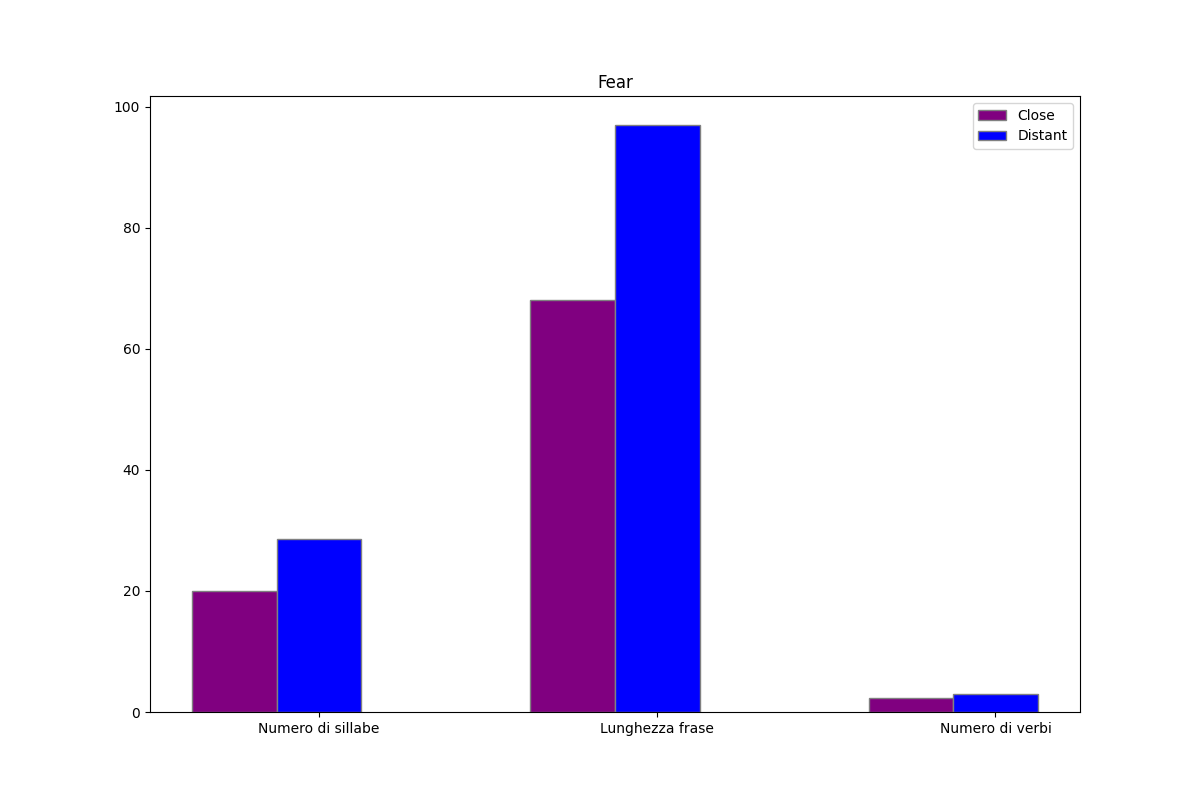 Fear
Close
Distant
100
80
60
40
20
0
Numero di sillabe
Lunghezza frase
Numero di verbi